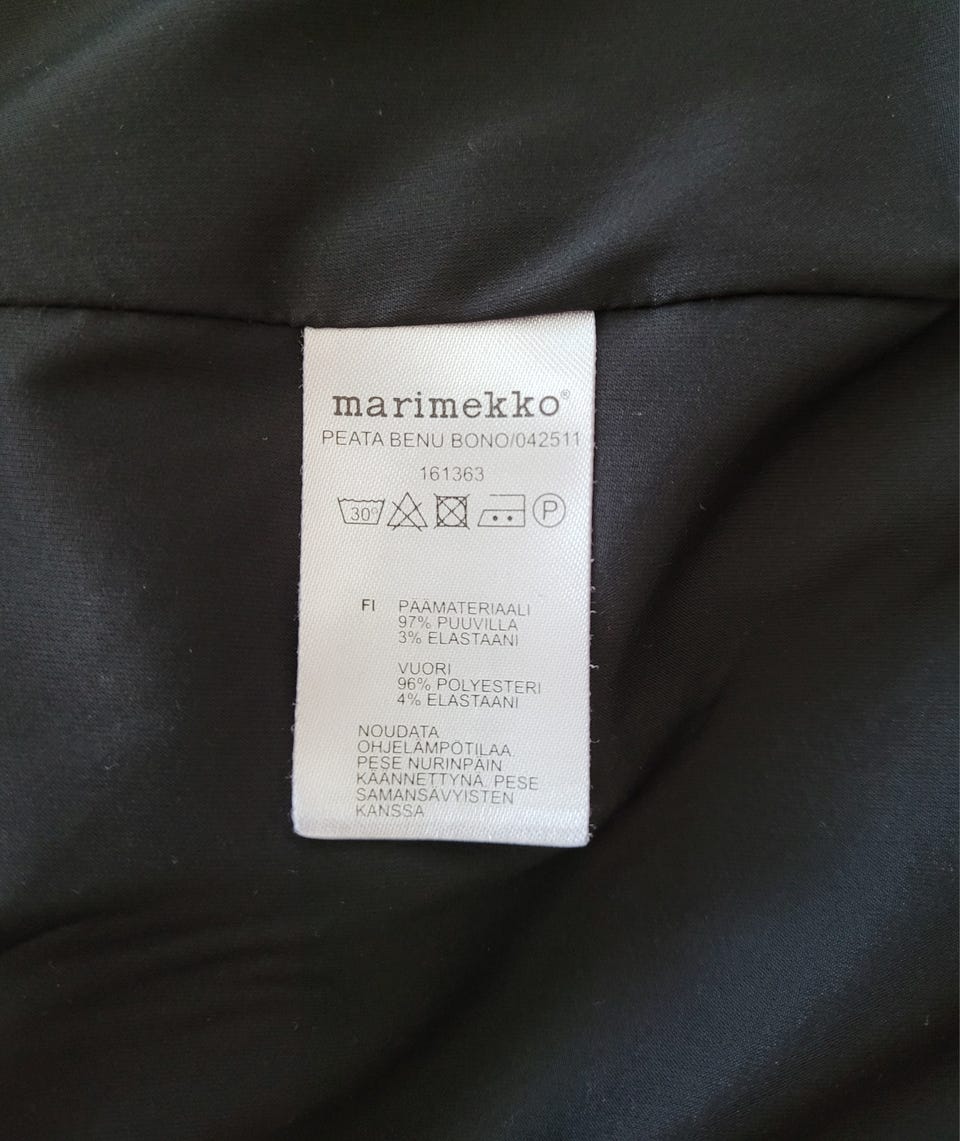 marimekko®
PEATA BENU BONO/042511
161363
30° P
FI PÄÄMATERIAALI
97% PUUVILLA
3% ELASTAANI
VUORI
96% POLYESTERI
4% ELASTAANI
NOUDATA
OHJELÄMPÖTILAA.
PESE NURINPÄIN
KÄÄNNETTYNÄ. PESE
SAMANSÄVYISTEN
KANSSA